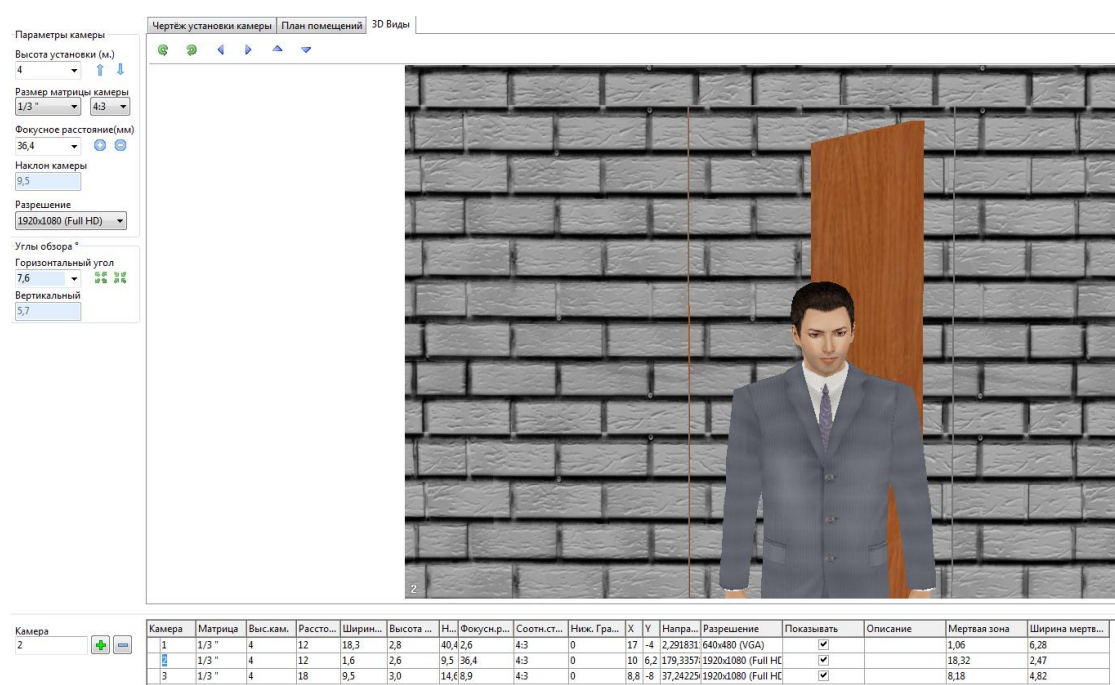 Чертёж установки камеры План помещений 3D Виды
Параметры камеры
Высота установки (м.)
4
Размер матрицы камеры
1/3 " 4:3
Фокусное расстояние(мм)
36,4
Наклон камеры
9,5
Разрешение
1920x1080 (Full HD)
Углы обзора °
Горизонтальный угол
7,6
Вертикальный
5,7
2
Камера
2
Камера Матрица Выс.кам. Рассто... Ширин... Высота ... Н... Фокусн.р... Соотн.ст... Ниж. Гра... X Y Напра... Разрешение Показывать Описание Мертвая зона Ширина мертв...
1 1/3 " 4 12 18,3 2,8 40,4 2,6 4:3 0 17 -4 2,291831 640x480 (VGA) 1,06 6,28
2 1/3 " 4 12 1,6 2,6 9,5 36,4 4:3 0 10 6,2 179,3357 1920x1080 (Full HD 18,32 2,47
3 1/3 " 4 18 9,5 3,0 14,6 8,9 4:3 0 8,8 -8 37,24225 1920x1080 (Full HD 8,18 4,82